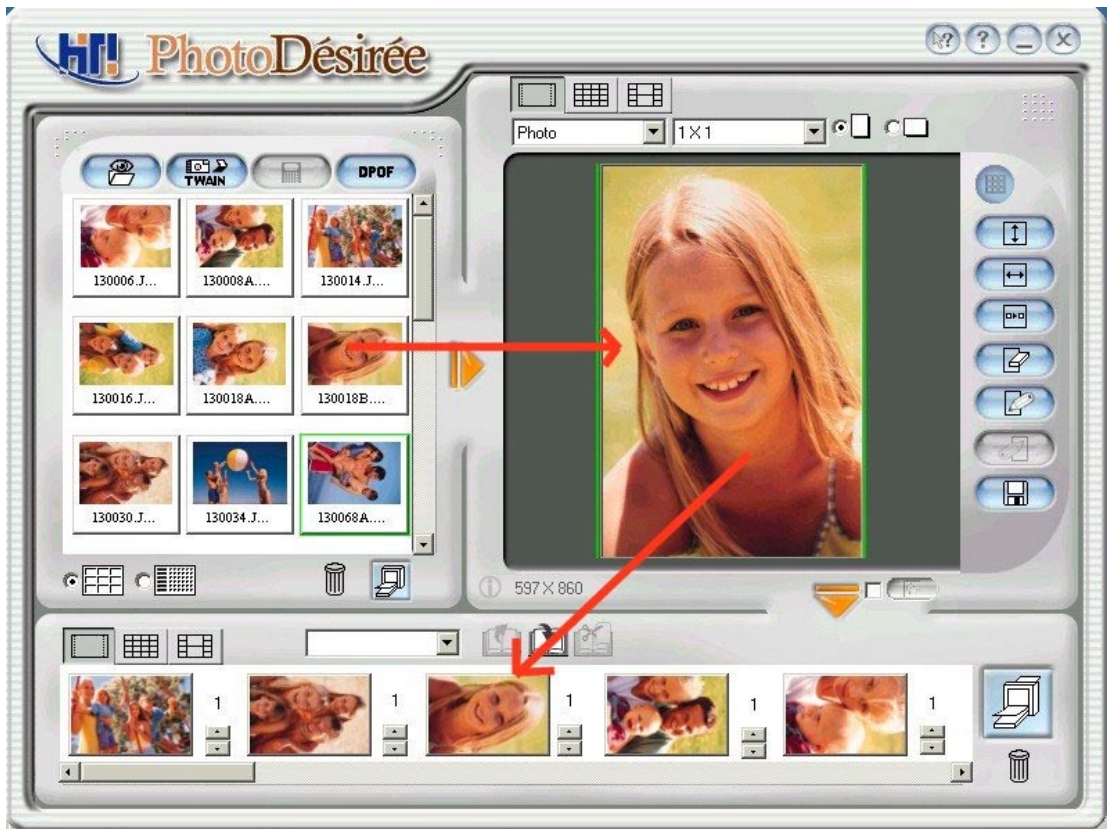 HiTi PhotoDésirée
?
?
Photo
1X1
TWAIN
DPOF
130006.J...
130008A....
130014.J...
130016.J...
130018A....
130018B....
130030.J...
130034.J...
130068A....
597 X 860
1
1
1
1
1